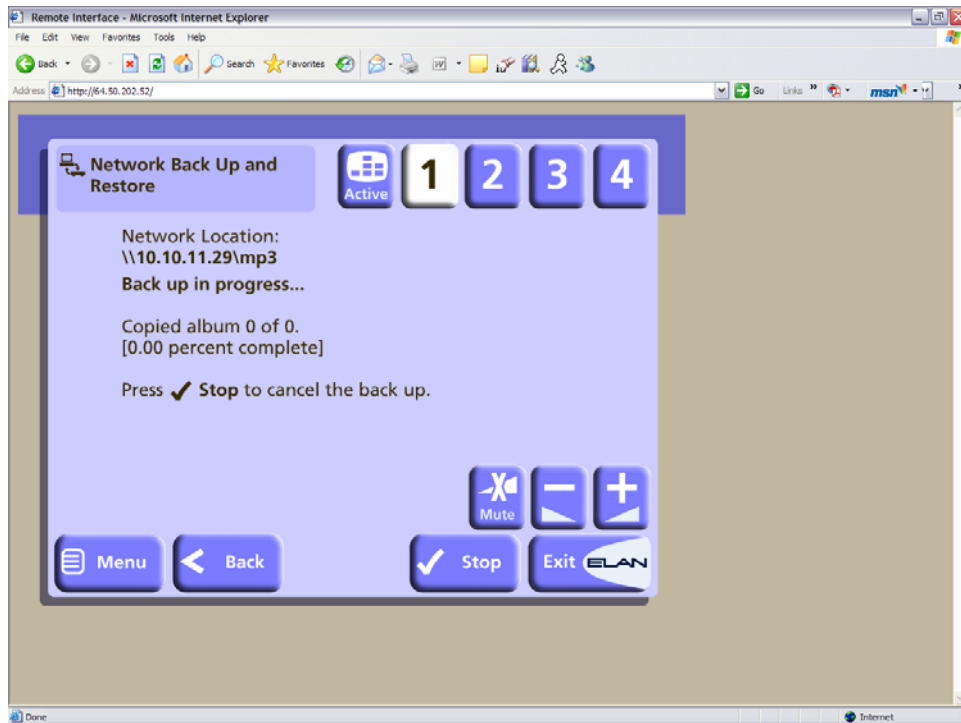 Remote Interface - Microsoft Internet Explorer
File Edit View Favorites Tools Help
Back Search Favorites
Address http://64.50.202.52/ Go Links » msn
Network Back Up and
Restore
Active 1 2 3 4
Network Location:
\\10.10.11.29\mp3
Back up in progress...
Copied album 0 of 0.
[0.00 percent complete]
Press ✓ Stop to cancel the back up.
Mute
Menu Back Stop Exit ELAN
Done Internet